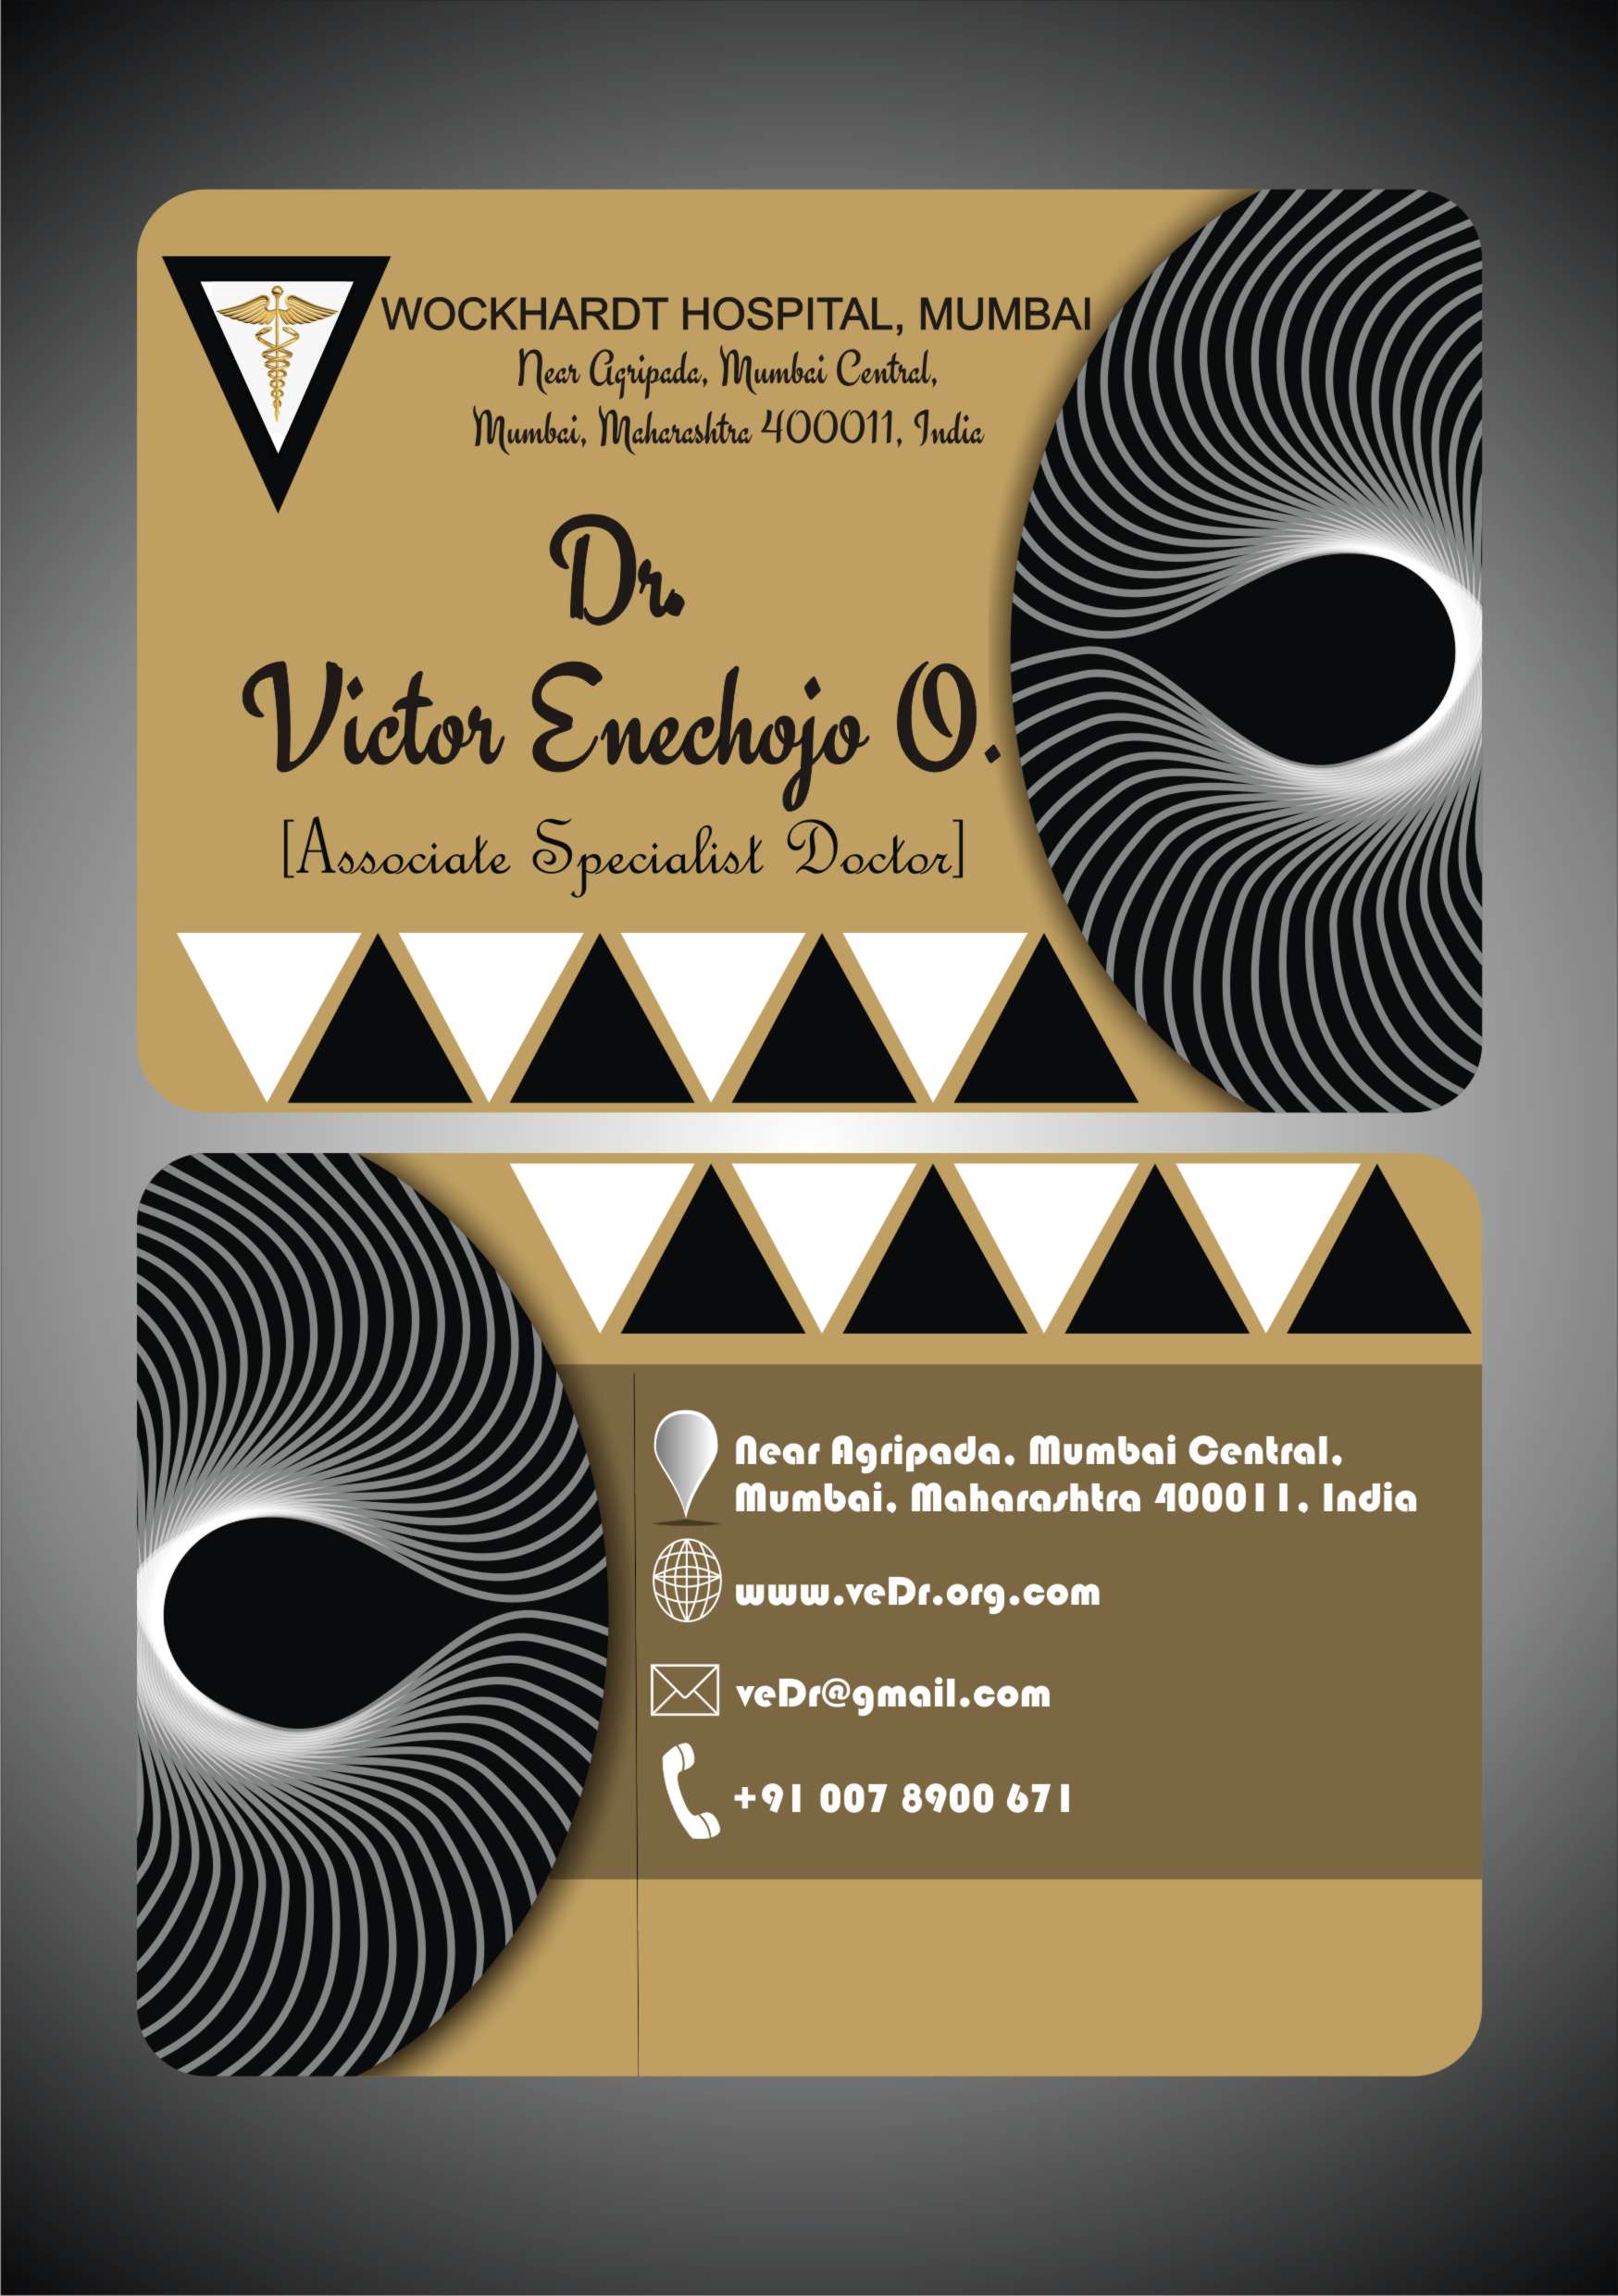 WOCKHARDT HOSPITAL, MUMBAI
Near Agripada, Mumbai Central,
Mumbai, Maharashtra 400011, India
Dr.
Victor Enechojo O.
[Associate Specialist Doctor]
Near Agripada, Mumbai Central,
Mumbai, Maharashtra 400011, India
www.veDr.org.com
veDr@gmail.com
+91 007 8900 671